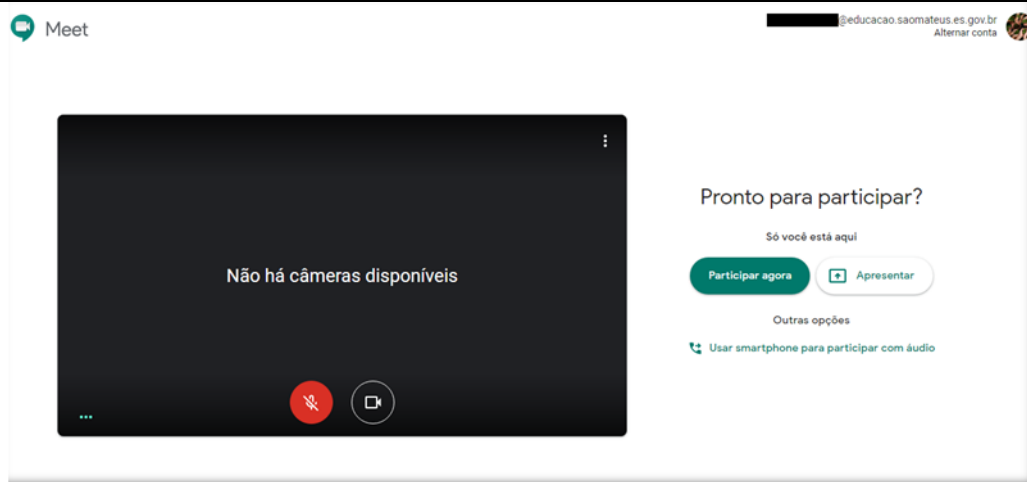 Meet
@educacao.saomateus.es.gov.br
Alternar conta
Não há câmeras disponíveis
Pronto para participar?
Só você está aqui
Participar agora
Apresentar
Outras opções
Usar smartphone para participar com áudio